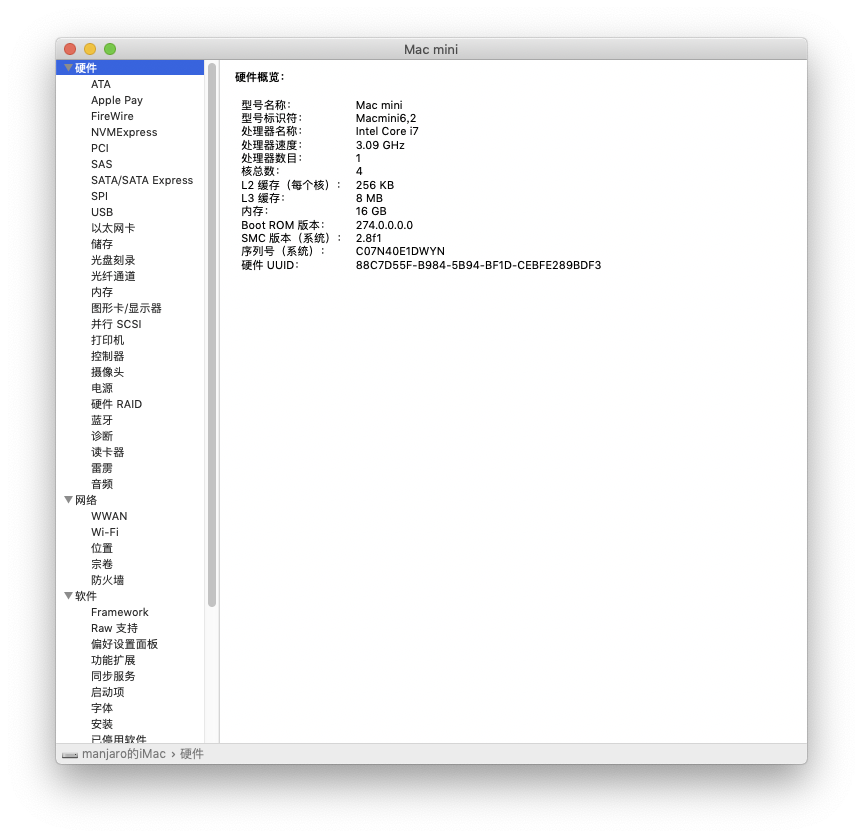 Mac mini
硬件
ATA
Apple Pay
FireWire
NVMExpress
PCI
SAS
SATA/SATA Express
SPI
USB
以太网卡
储存
光盘刻录
光纤通道
内存
图形卡/显示器
并行 SCSI
打印机
控制器
摄像头
电源
硬件 RAID
蓝牙
诊断
读卡器
雷雳
音频
网络
WWAN
Wi-Fi
位置
宗卷
防火墙
软件
Framework
Raw 支持
偏好设置面板
功能扩展
同步服务
启动项
字体
安装
已停用软件
硬件概览：
型号名称： Mac mini
型号标识符： Macmini6,2
处理器名称： Intel Core i7
处理器速度： 3.09 GHz
处理器数目： 1
核总数： 4
L2 缓存（每个核）： 256 KB
L3 缓存： 8 MB
内存： 16 GB
Boot ROM 版本： 274.0.0.0.0
SMC 版本（系统）： 2.8f1
序列号（系统）： C07N40E1DWYN
硬件 UUID： 88C7D55F-B984-5B94-BF1D-CEBFE289BDF3
manjaro的iMac › 硬件